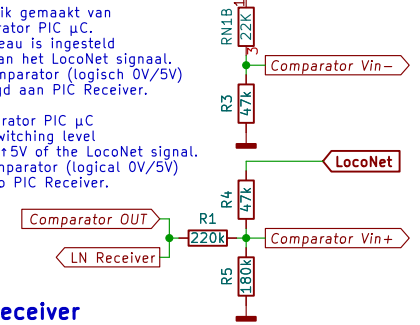 ik gemaakt van
rator PIC µC.
eau is ingesteld
an het LocoNet signaal.
mparator (logisch 0V/5V)
gd aan PIC Receiver.
rator PIC µC
witching level
↑5V of the LocoNet signal.
mparator (logical 0V/5V)
o PIC Receiver.
RN1B
22K
3
Comparator Vin-
R3
47k
LocoNet
R4
47k
Comparator OUT
R1
220k
Comparator Vin+
LN Receiver
R5
180k
eceiver